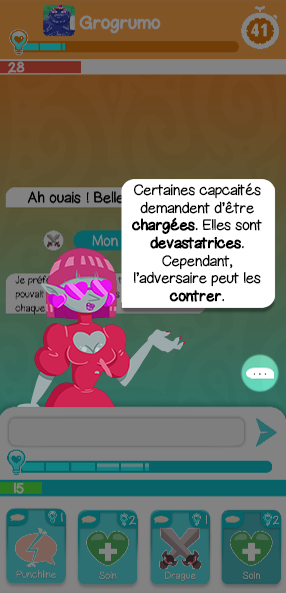 Grogrumo
41
28
Ah ouais ! Belle
Certaines capcaités
demandent d'être
chargées. Elles sont
devastatrices.
Cependant,
l'adversaire peut les
contrer.
Mon
Je préf
pouvai
chaque
...
15
1
2
1
2
Punchline
Soin
Drague
Soin